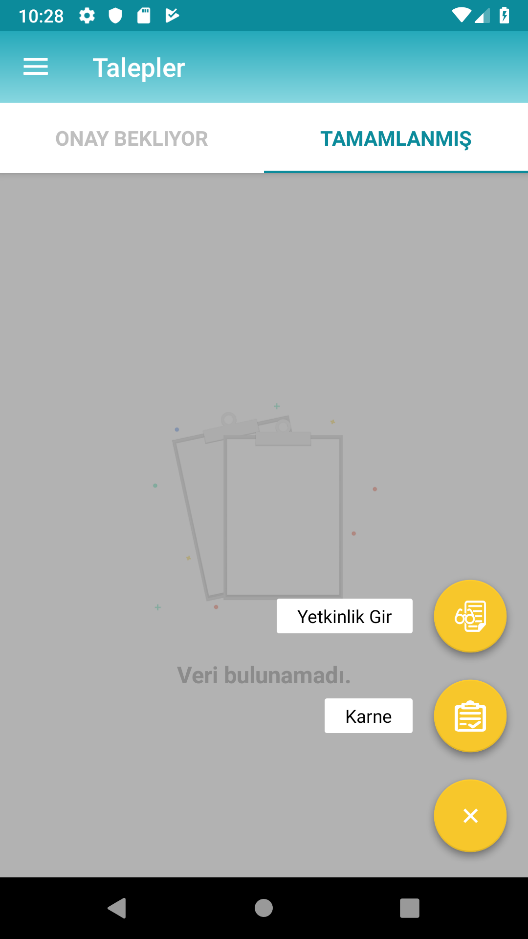 10:28
Talepler
ONAY BEKLIYOR
TAMAMLANMIŞ
Yetkinlik Gir
Veri bulunamadı.
Karne